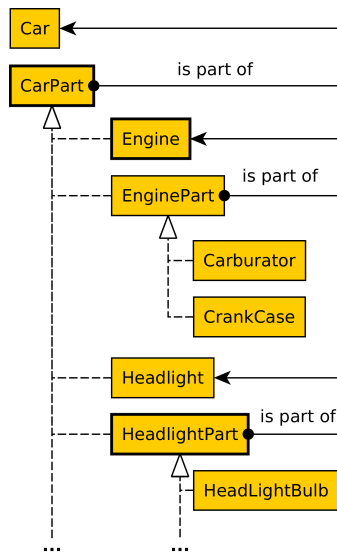 Car
is part of
CarPart
Engine
is part of
EnginePart
Carburator
CrankCase
Headlight
is part of
HeadlightPart
HeadLightBulb
... ...